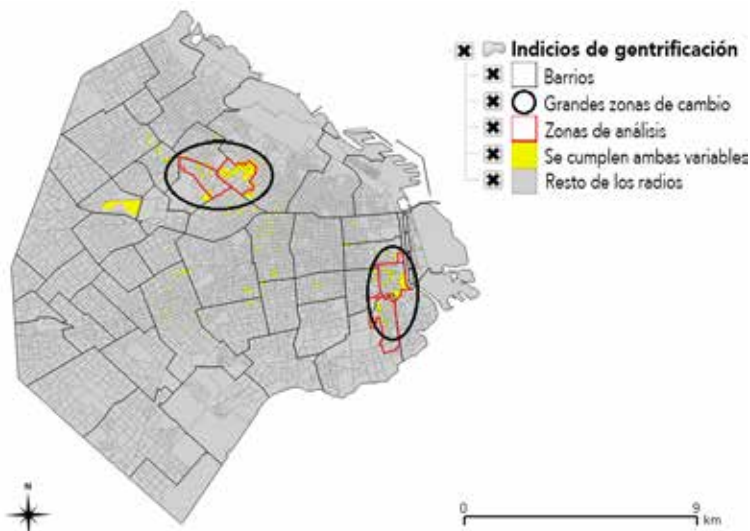 Indicios de gentrificación
Barrios
Grandes zonas de cambio
Zonas de análisis
Se cumplen ambas variables
Resto de los radios
N
0 9
km